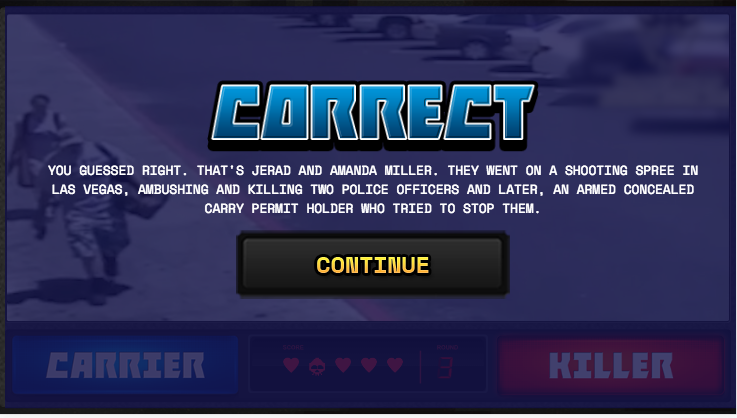 CORRECT
YOU GUESSED RIGHT. THAT'S JERAD AND AMANDA MILLER. THEY WENT ON A SHOOTING SPREE IN
LAS VEGAS, AMBUSHING AND KILLING TWO POLICE OFFICERS AND LATER, AN ARMED CONCEALED
CARRY PERMIT HOLDER WHO TRIED TO STOP THEM.
CONTINUE
CARRIER
3
KILLER